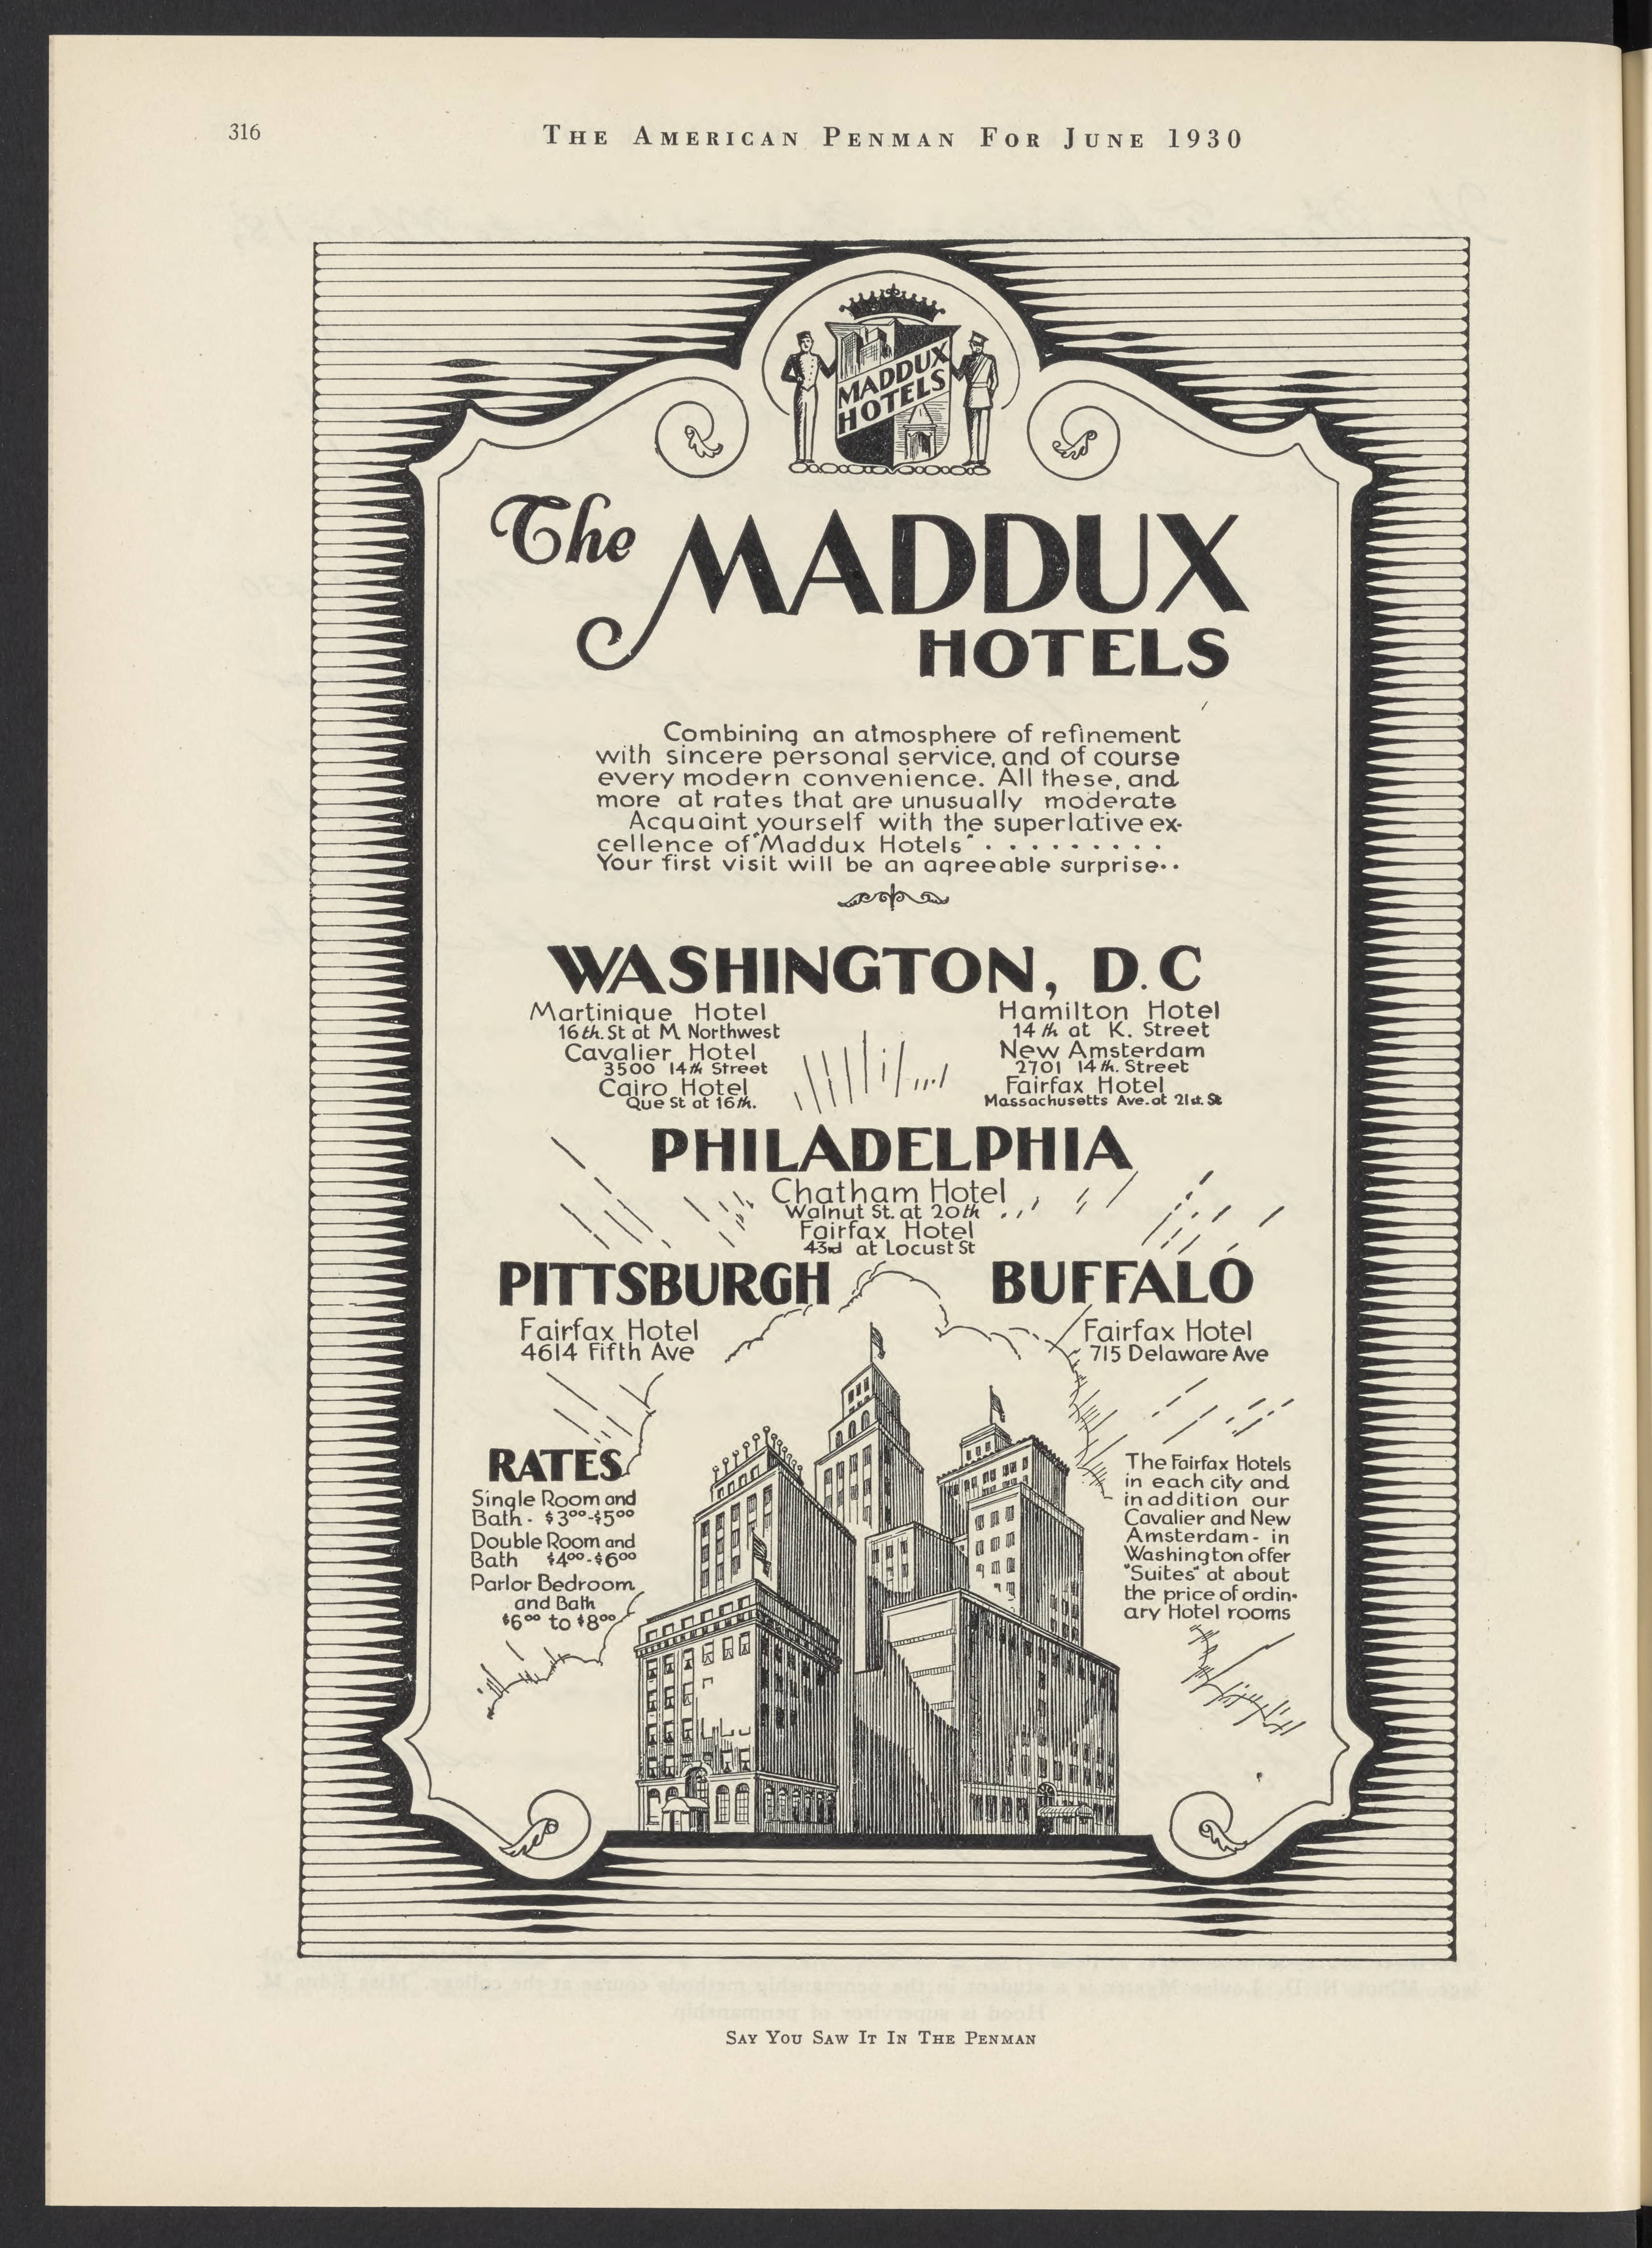 316
THE AMERICAN PENMAN FOR JUNE 1930
MADDUX
HOTELS
The MADDUX
HOTELS
Combining an atmosphere of refinement
with sincere personal service, and of course
every modern convenience. All these, and
more at rates that are unusually moderate
Acquaint yourself with the superlative ex-
cellence of "Maddux Hotels" . . . . . . . . .
Your first visit will be an agreeable surprise..
WASHINGTON, D.C
Martinique Hotel
16th. St at M. Northwest
Cavalier Hotel
3500 14th Street
Cairo Hotel
Que St at 16th.
Hamilton Hotel
14th at K. Street
New Amsterdam
2701 14th. Street
Fairfax Hotel
Massachusetts Ave. at 21st. St
PHILADELPHIA
Chatham Hotel
Walnut St. at 20th
Fairfax Hotel
43rd at Locust St
PITTSBURGH
Fairfax Hotel
4614 Fifth Ave
BUFFALO
Fairfax Hotel
715 Delaware Ave
RATES
Single Room and
Bath - $3.00-$5.00
Double Room and
Bath $4.00-$6.00
Parlor Bedroom
and Bath
$6.00 to $8.00
The Fairfax Hotels
in each city and
in addition our
Cavalier and New
Amsterdam - in
Washington offer
"Suites" at about
the price of ordin-
ary Hotel rooms
SAY YOU SAW IT IN THE PENMAN